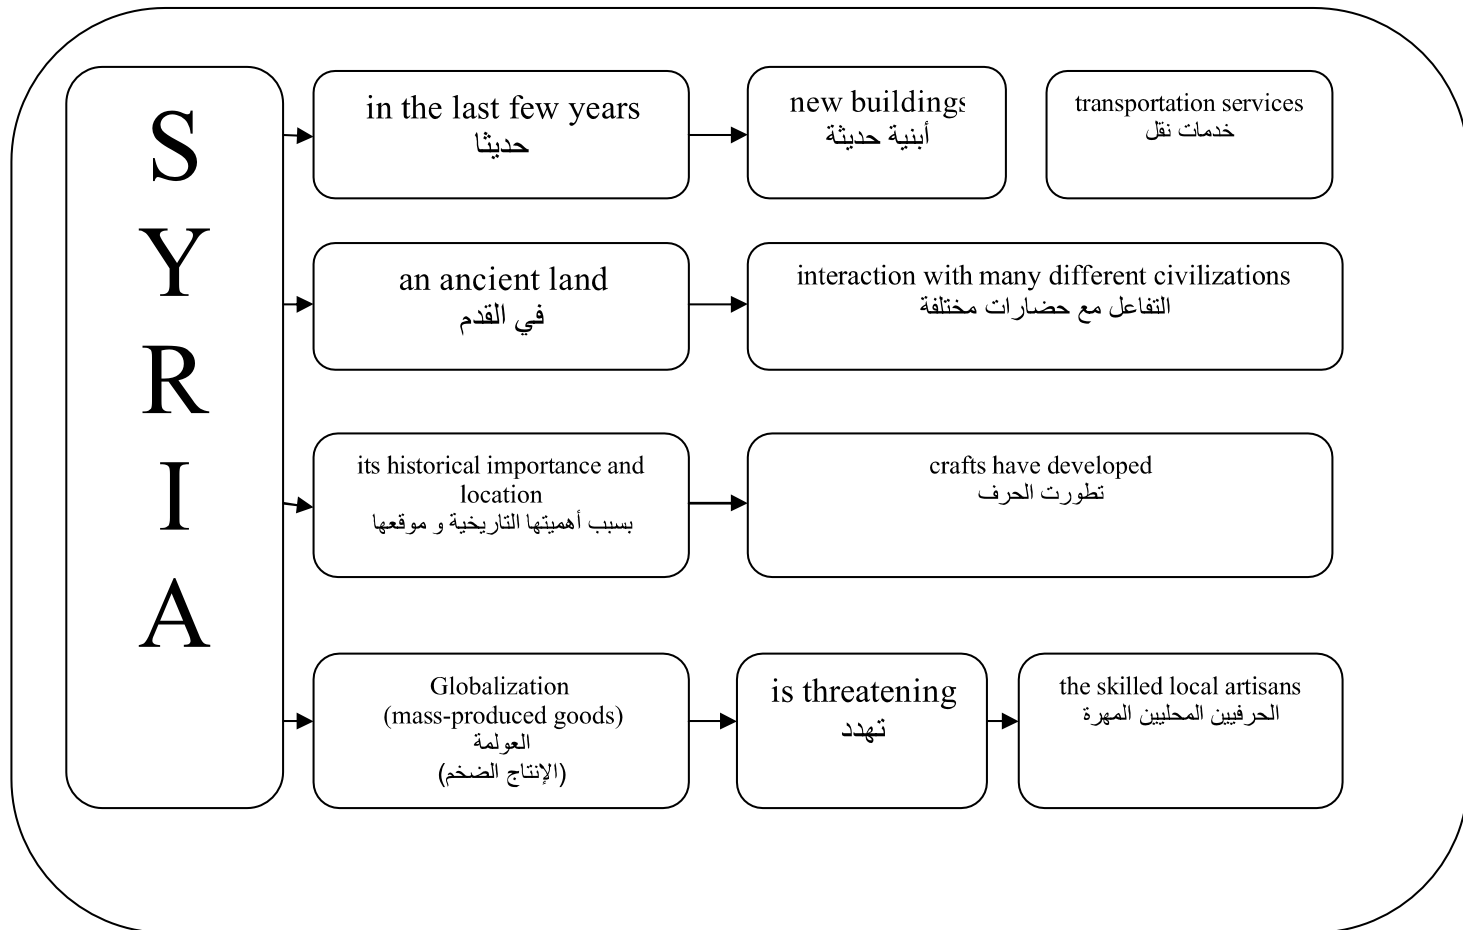 S
Y
R
I
A
in the last few years
حديثا
new buildings
أبنية حديثة
transportation services
خدمات نقل
an ancient land
في القدم
interaction with many different civilizations
التفاعل مع حضارات مختلفة
its historical importance and
location
بسبب أهميتها التاريخية و موقعها
crafts have developed
تطورت الحرف
Globalization
(mass-produced goods)
العولمة
(الإنتاج الضخم)
is threatening
تهدد
the skilled local artisans
الحرفيين المحليين المهرة